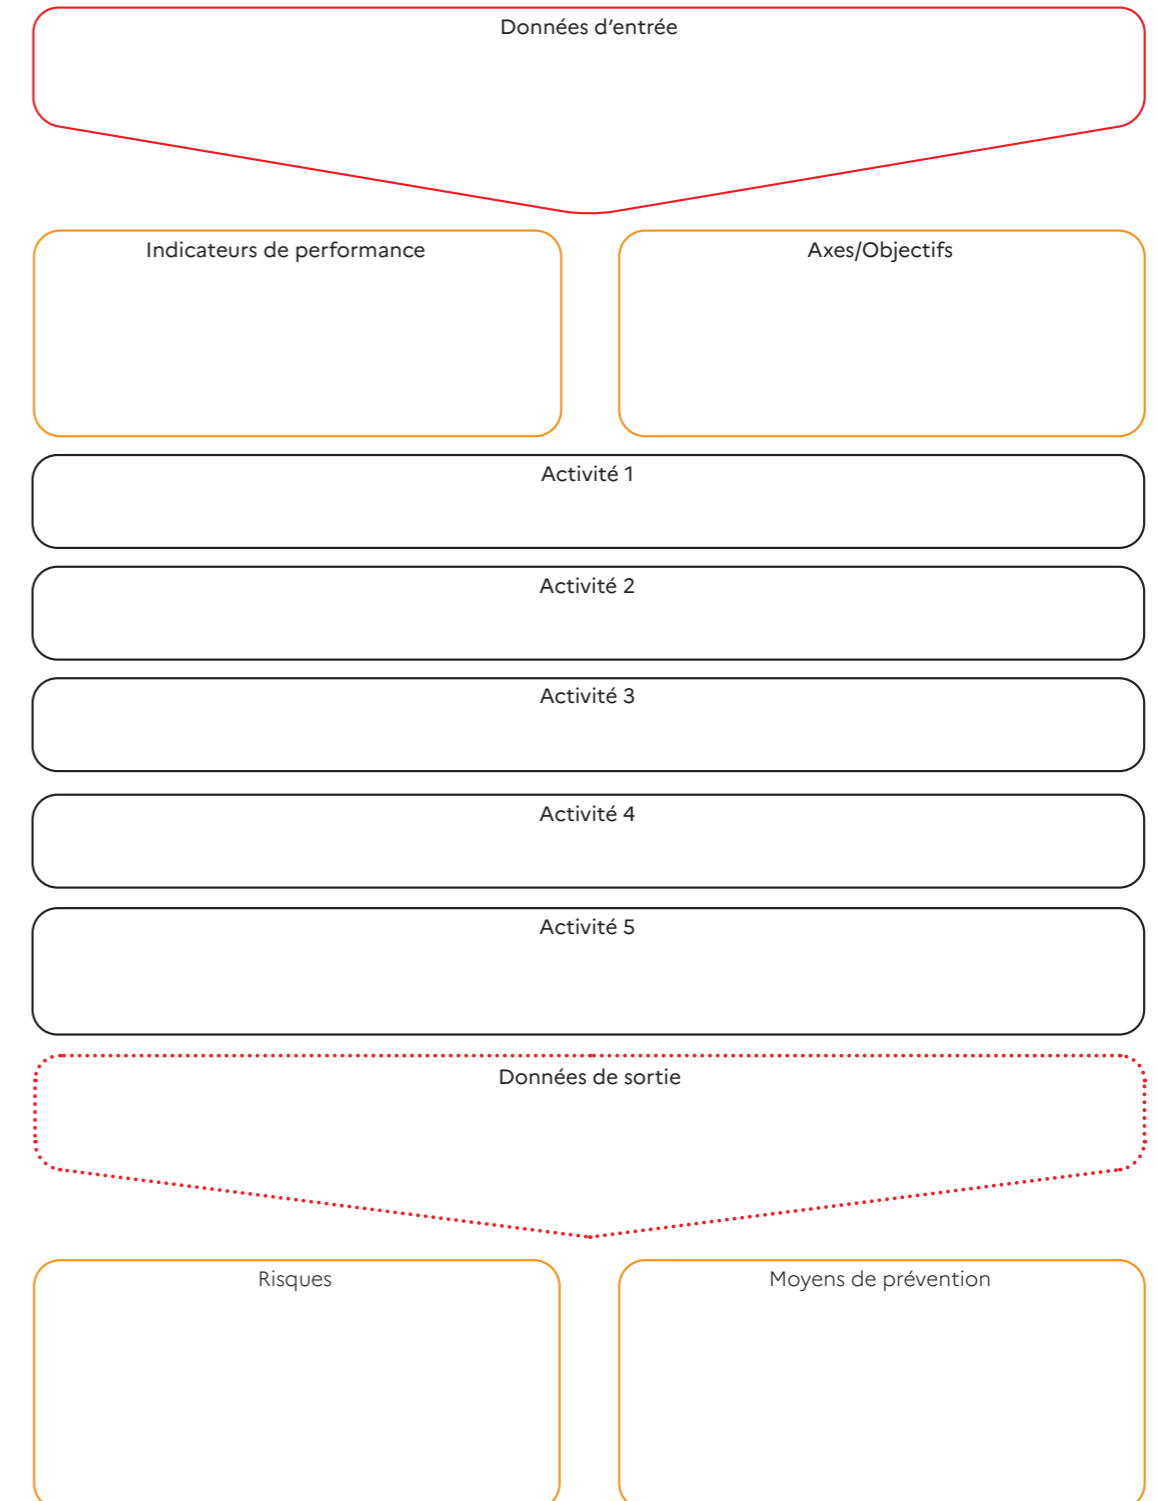 Données d’entrée
Indicateurs de performance
Axes/Objectifs
Activité 1
Activité 2
Activité 3
Activité 4
Activité 5
Données de sortie
Risques
Moyens de prévention